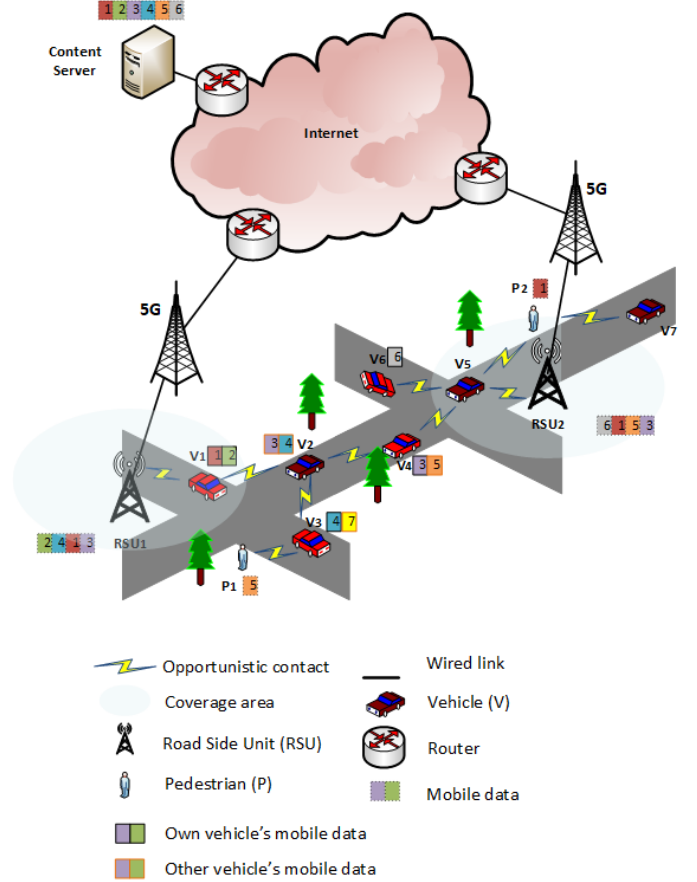 1 2 3 4 5 6
Content
Server
Internet
5G
5G
P2 1
V7
V6 6
V5
RSU2
6 1 5 3
V1 1 2
3 4 V2
V4 3 5
RSU1
2 4 1 3
V3 4 7
P1 5
Opportunistic contact
Wired link
Coverage area
Vehicle (V)
Road Side Unit (RSU)
Router
Pedestrian (P)
Mobile data
Own vehicle's mobile data
Other vehicle's mobile data